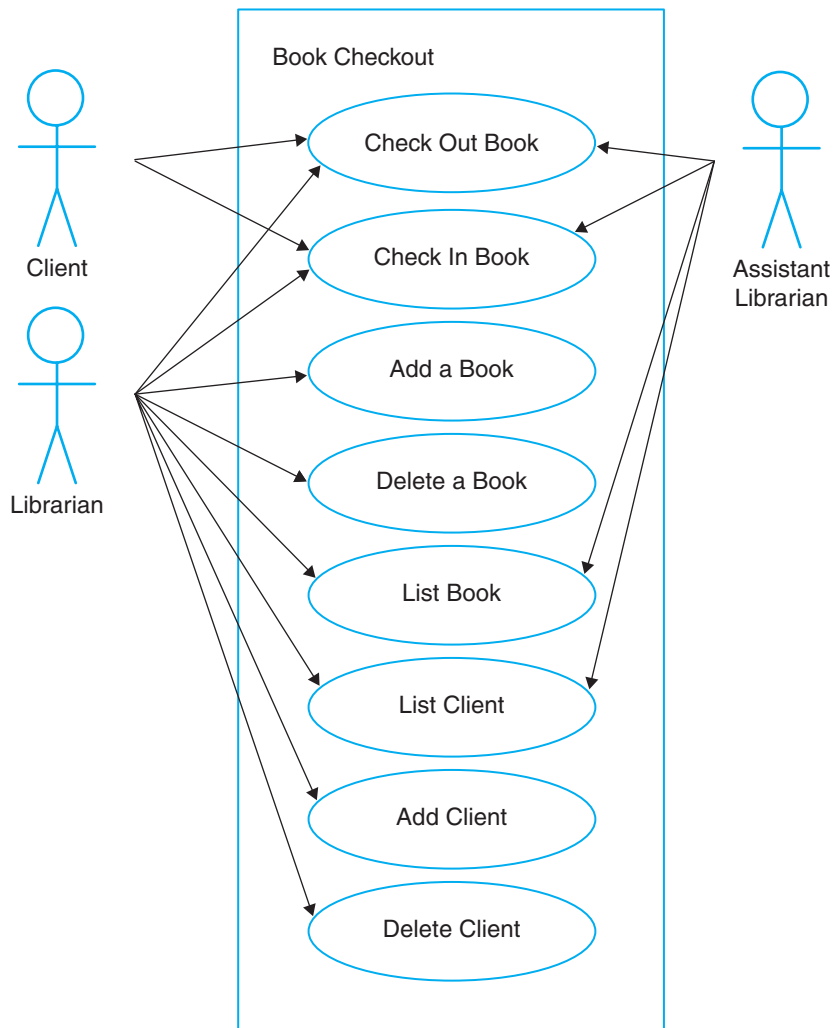 Book Checkout
Check Out Book
Check In Book
Client
Assistant
Librarian
Add a Book
Delete a Book
Librarian
List Book
List Client
Add Client
Delete Client